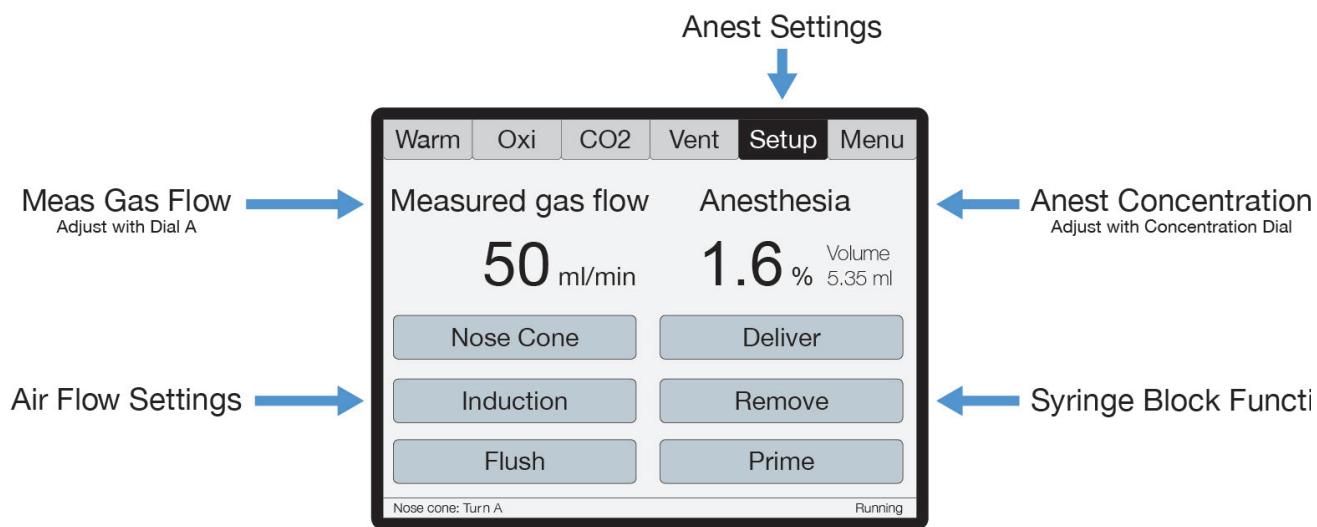 Anest Settings
Warm Oxi CO2 Vent Setup Menu
Meas Gas Flow
Adjust with Dial A
Measured gas flow
50 ml/min
Anesthesia
1.6 %
Volume
5.35 ml
Anest Concentration
Adjust with Concentration Dial
Nose Cone
Deliver
Air Flow Settings
Induction
Remove
Syringe Block Functi
Flush
Prime
Nose cone: Turn A
Running